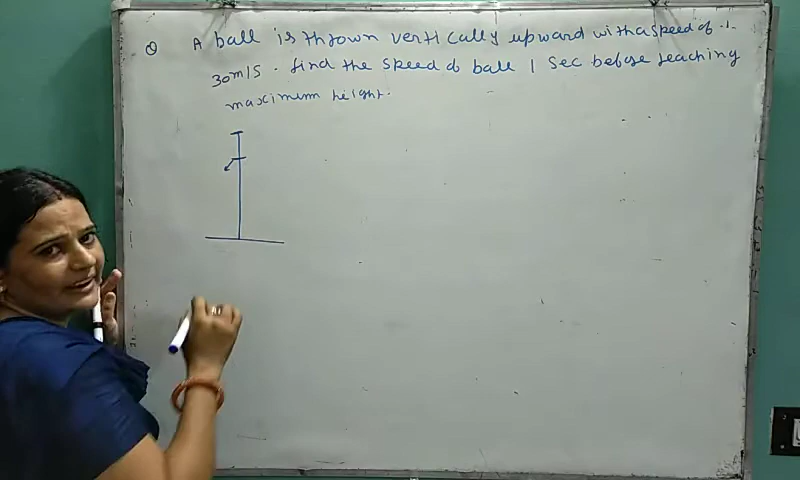 Q A ball is thrown vertically upward with a speed of
30m/s. find the speed of ball 1 sec before reaching
maximum height.